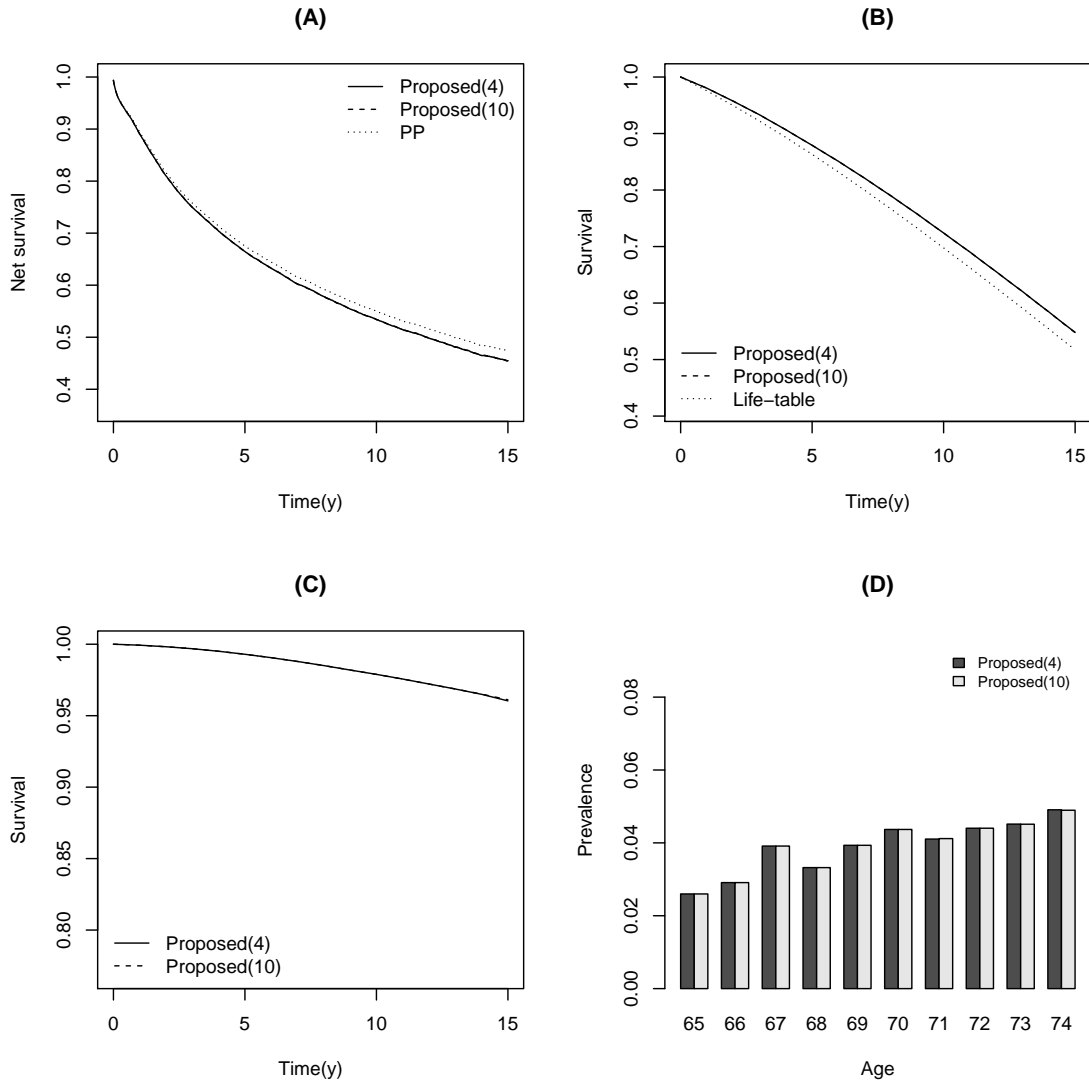 (A)
Net survival
1.0
0.9
0.8
0.7
0.6
0.5
0.4
Proposed(4)
Proposed(10)
PP
0 5 10 15
Time(y)
(B)
Survival
1.0
0.9
0.8
0.7
0.6
0.5
0.4
Proposed(4)
Proposed(10)
Life−table
0 5 10 15
Time(y)
(C)
Survival
1.00
0.95
0.90
0.85
0.80
Proposed(4)
Proposed(10)
0 5 10 15
Time(y)
(D)
Prevalence
Proposed(4)
Proposed(10)
0.08
0.06
0.04
0.02
0.00
65 66 67 68 69 70 71 72 73 74
Age